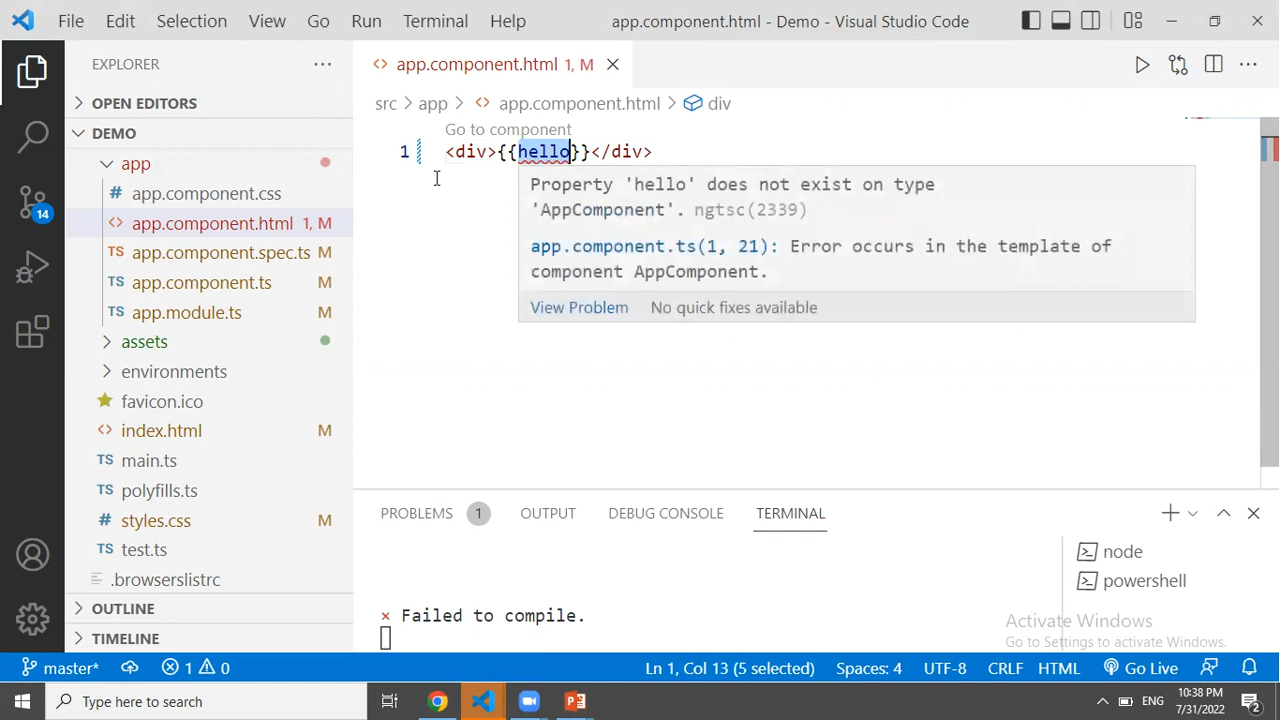 File Edit Selection View Go Run Terminal Help app.component.html - Demo - Visual Studio Code
EXPLORER
OPEN EDITORS
DEMO
app
app.component.css
app.component.html 1, M
TS app.component.spec.ts M
TS app.component.ts M
TS app.module.ts M
assets
environments
favicon.ico
index.html M
TS main.ts
TS polyfills.ts
styles.css M
TS test.ts
.browserslistrc
OUTLINE
TIMELINE
14
app.component.html 1, M
src > app > app.component.html > div
Go to component
1 <div>{{hello}}</div>
Property 'hello' does not exist on type
'AppComponent'. ngtsc(2339)
app.component.ts(1, 21): Error occurs in the template of
component AppComponent.
View Problem No quick fixes available
PROBLEMS 1 OUTPUT DEBUG CONSOLE TERMINAL
× Failed to compile.
node
powershell
Activate Windows
Go to Settings to activate Windows.
master* 1 0 Ln 1, Col 13 (5 selected) Spaces: 4 UTF-8 CRLF HTML Go Live
Type here to search
ENG
10:38 PM
7/31/2022
2